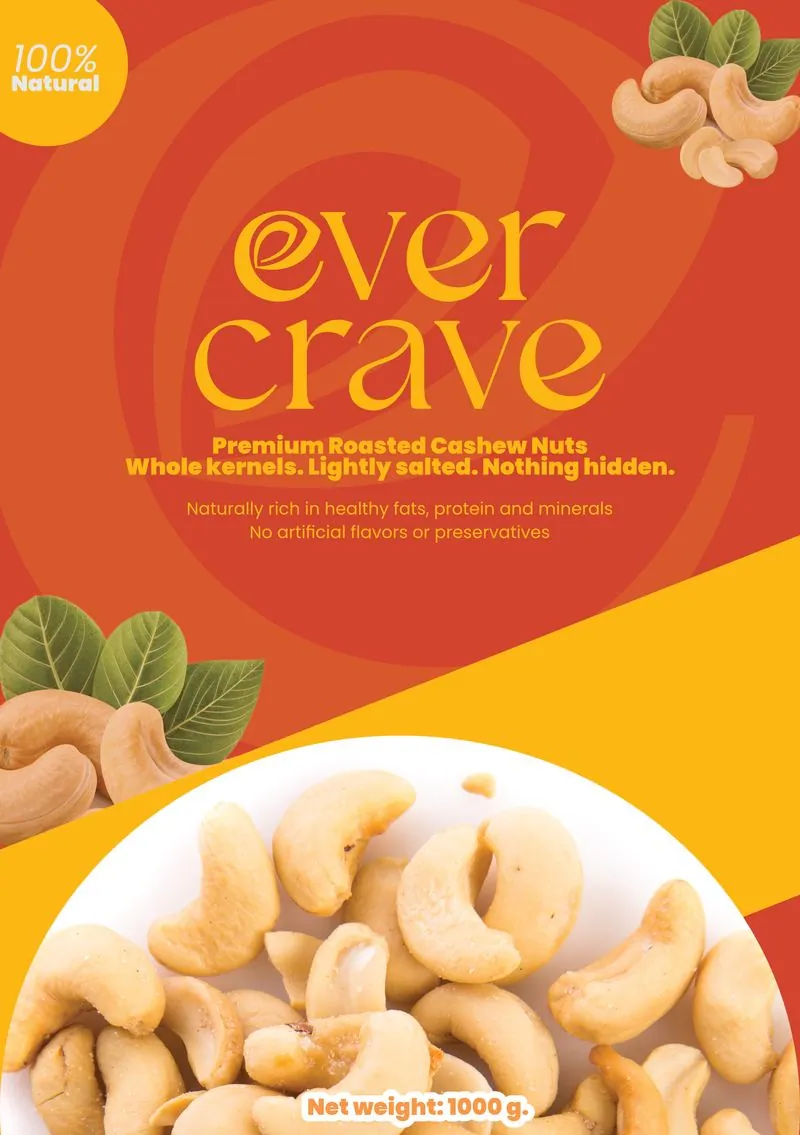 100%
Natural
ever
crave
Premium Roasted Cashew Nuts
Whole kernels. Lightly salted. Nothing hidden.
Naturally rich in healthy fats, protein and minerals
No artificial flavors or preservatives
Net weight: 1000 g.